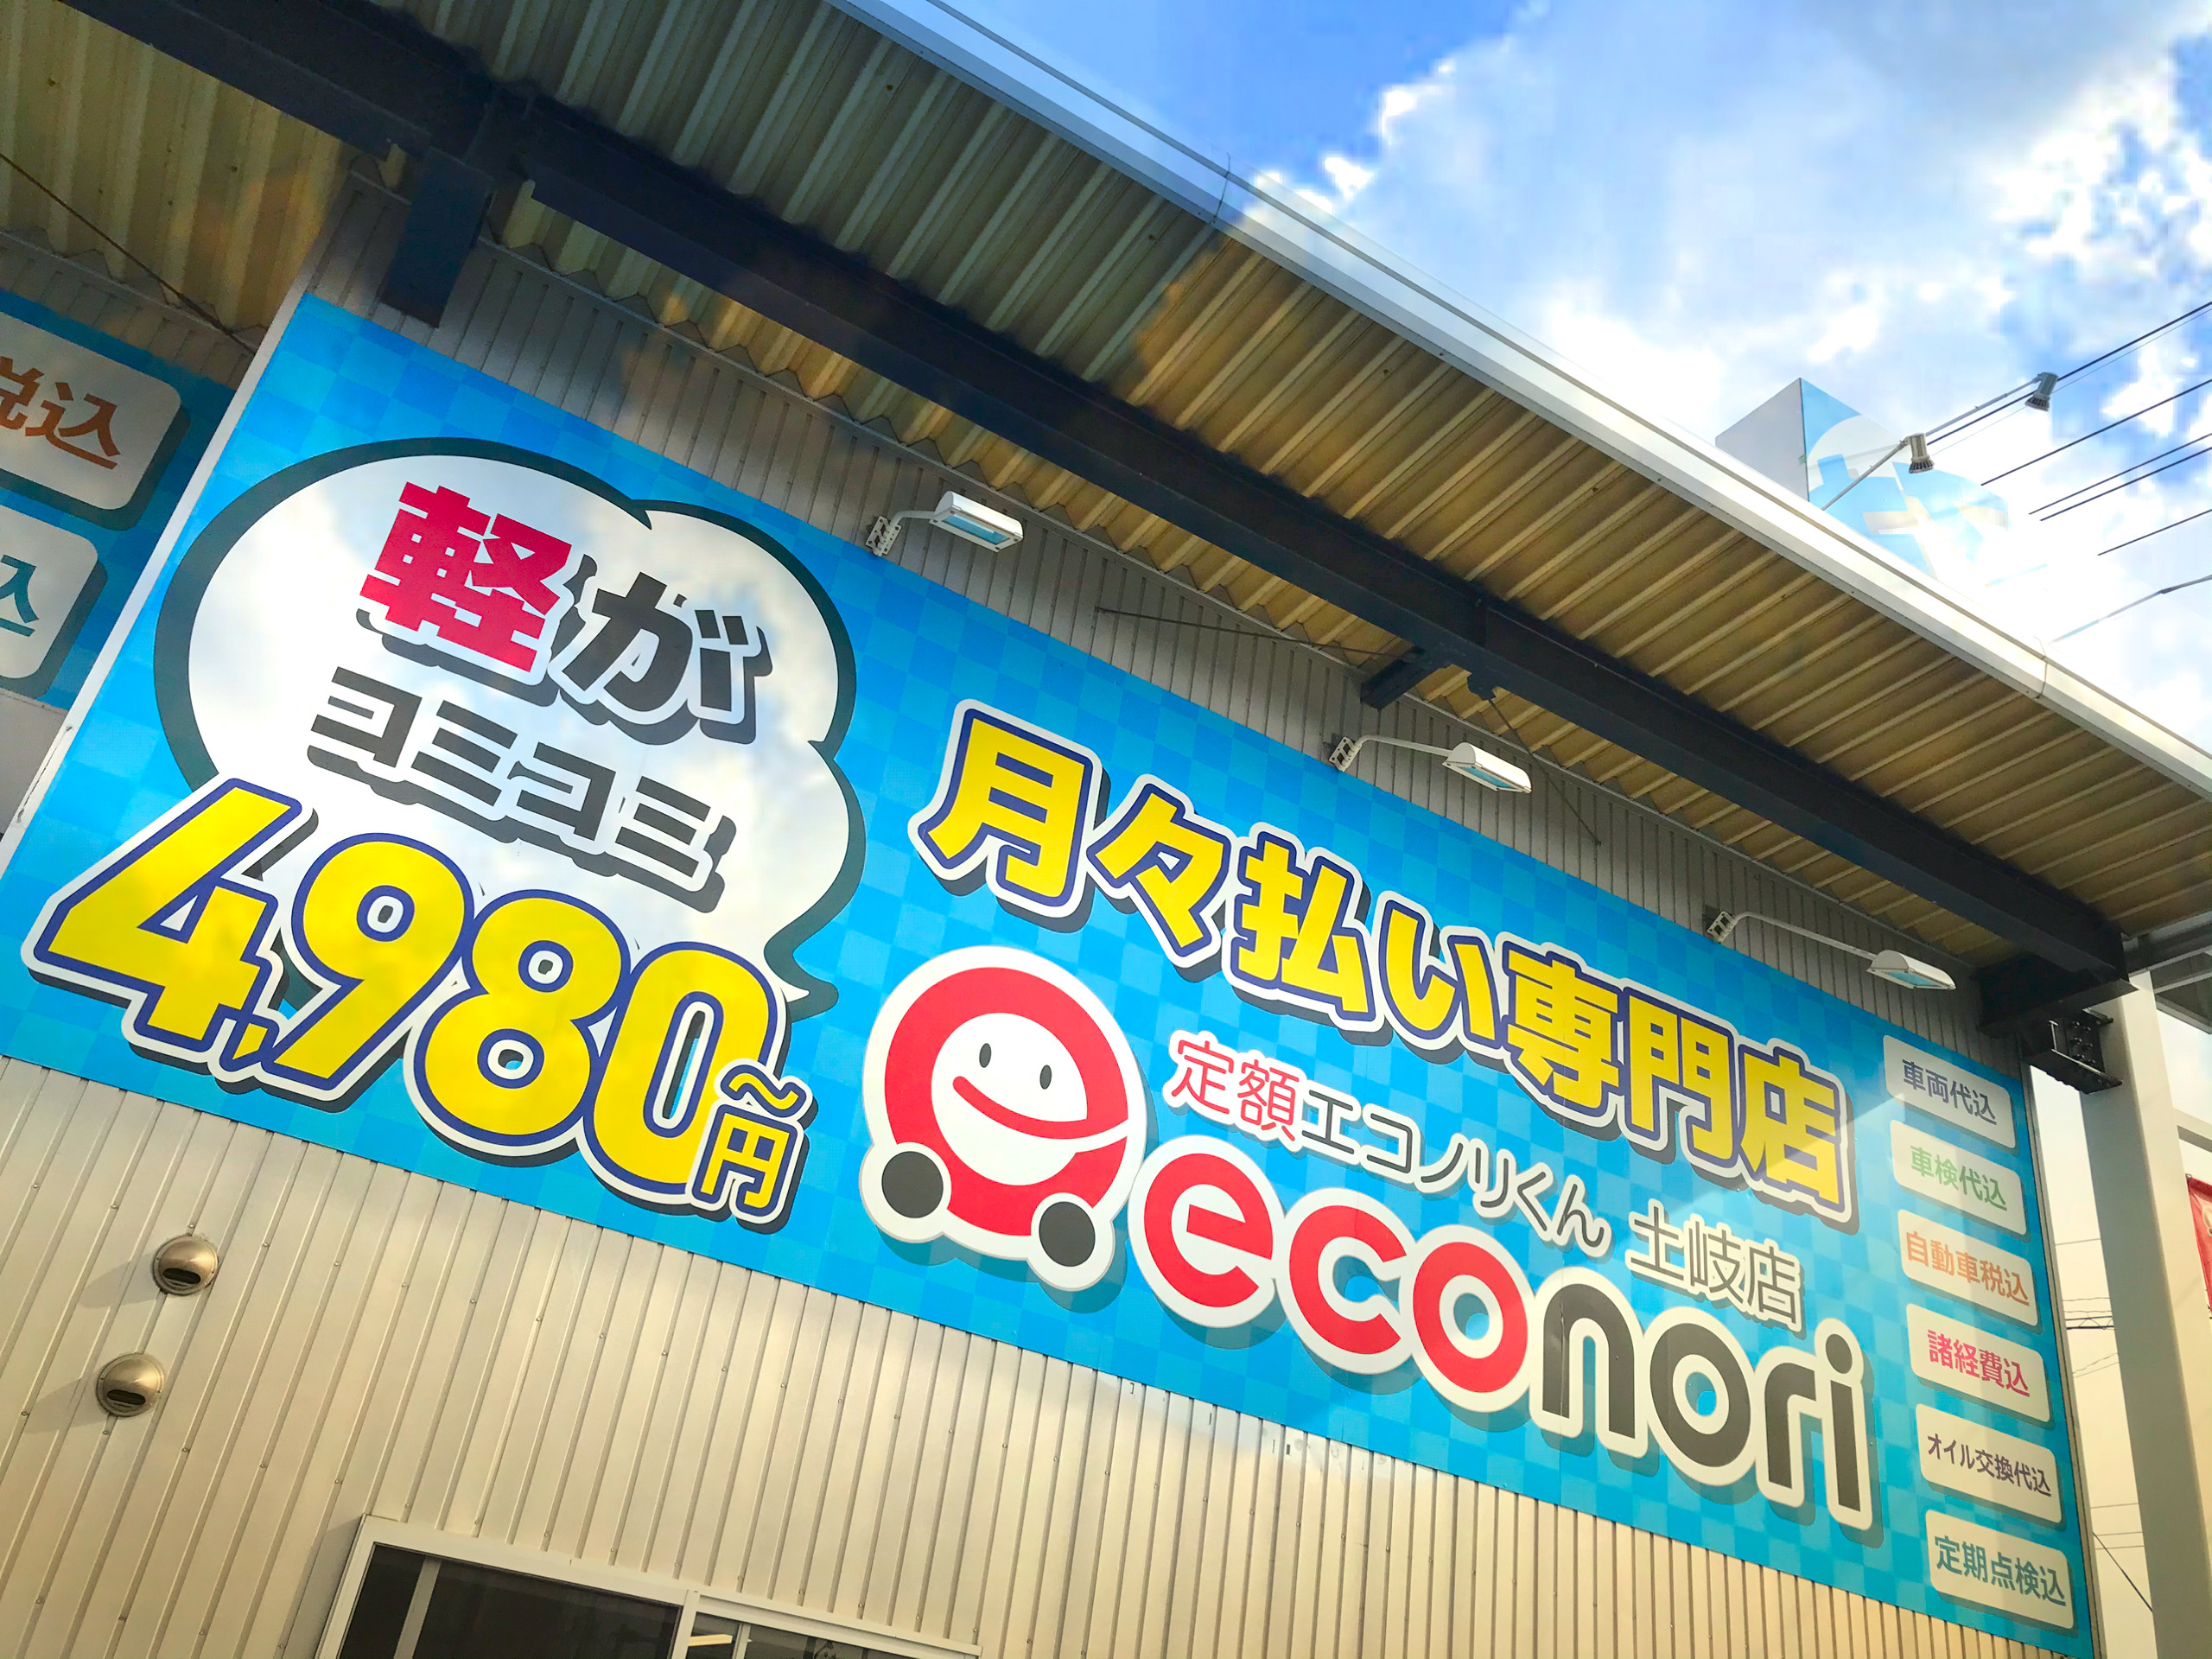 税込
込
軽が
コミコミ
4,980円~
月々払い専門店
定額エコノリくん 土岐店
e econori
車両代込
車検代込
自動車税込
諸経費込
オイル交換代込
定期点検込